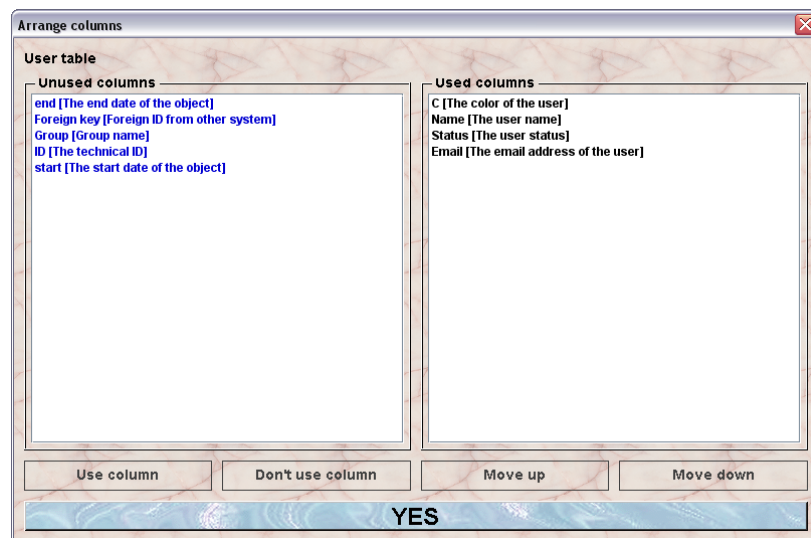 Arrange columns
User table
Unused columns
end [The end date of the object]
Foreign key [Foreign ID from other system]
Group [Group name]
ID [The technical ID]
start [The start date of the object]
Used columns
C [The color of the user]
Name [The user name]
Status [The user status]
Email [The email address of the user]
Use column
Don't use column
Move up
Move down
YES